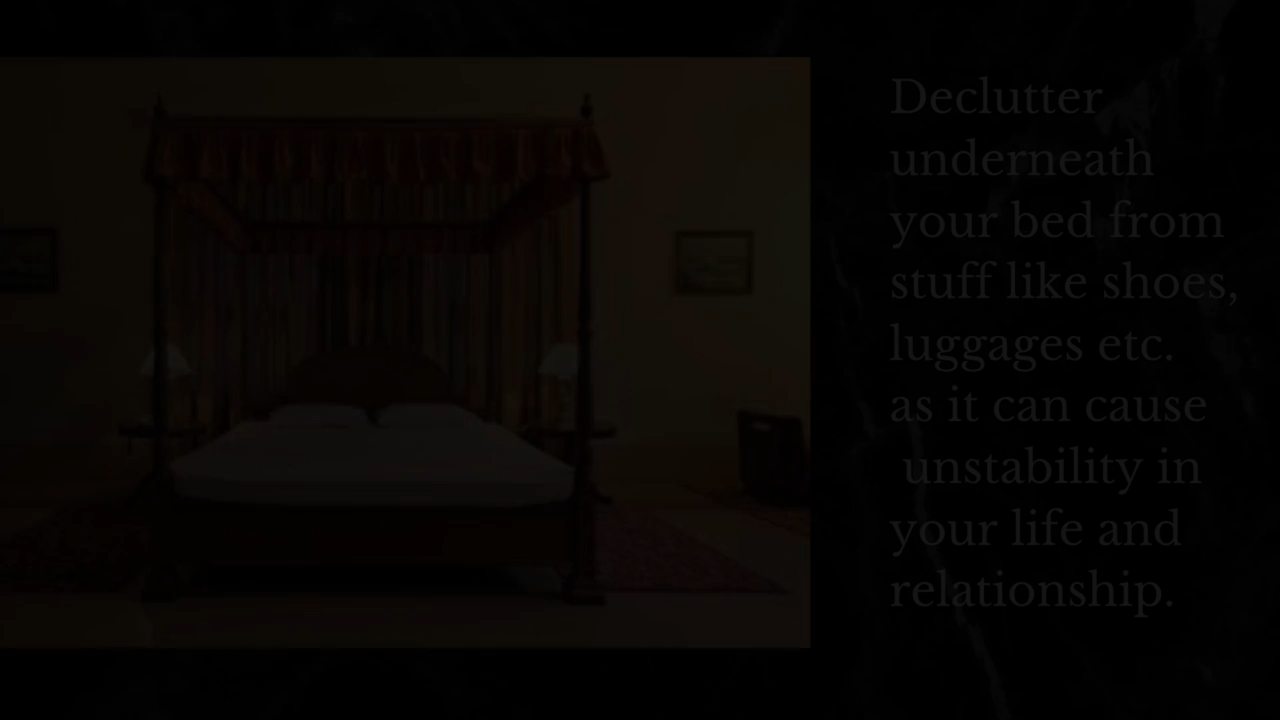 Declutter
underneath
your bed from
stuff like shoes,
luggages etc.
as it can cause
unstability in
your life and
relationship.